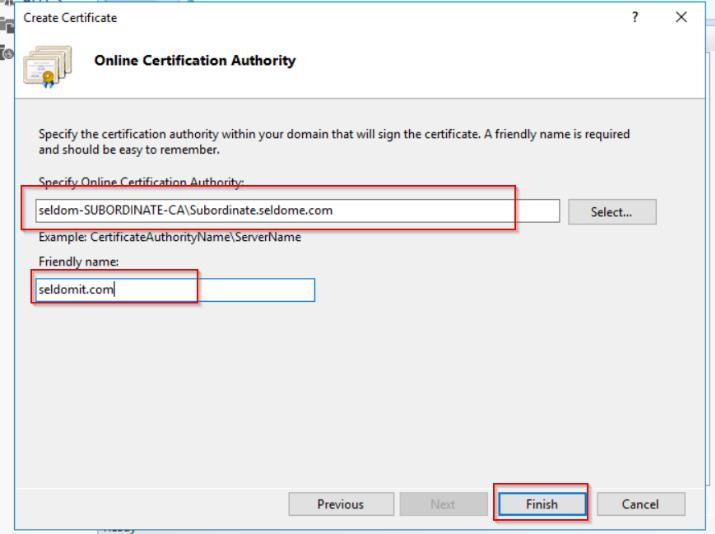 Create Certificate
?
Online Certification Authority
Specify the certification authority within your domain that will sign the certificate. A friendly name is required
and should be easy to remember.
Specify Online Certification Authority:
seldom-SUBORDINATE-CA\Subordinate.seldome.com
Select...
Example: CertificateAuthorityName\ServerName
Friendly name:
seldomit.com
Previous Next Finish Cancel